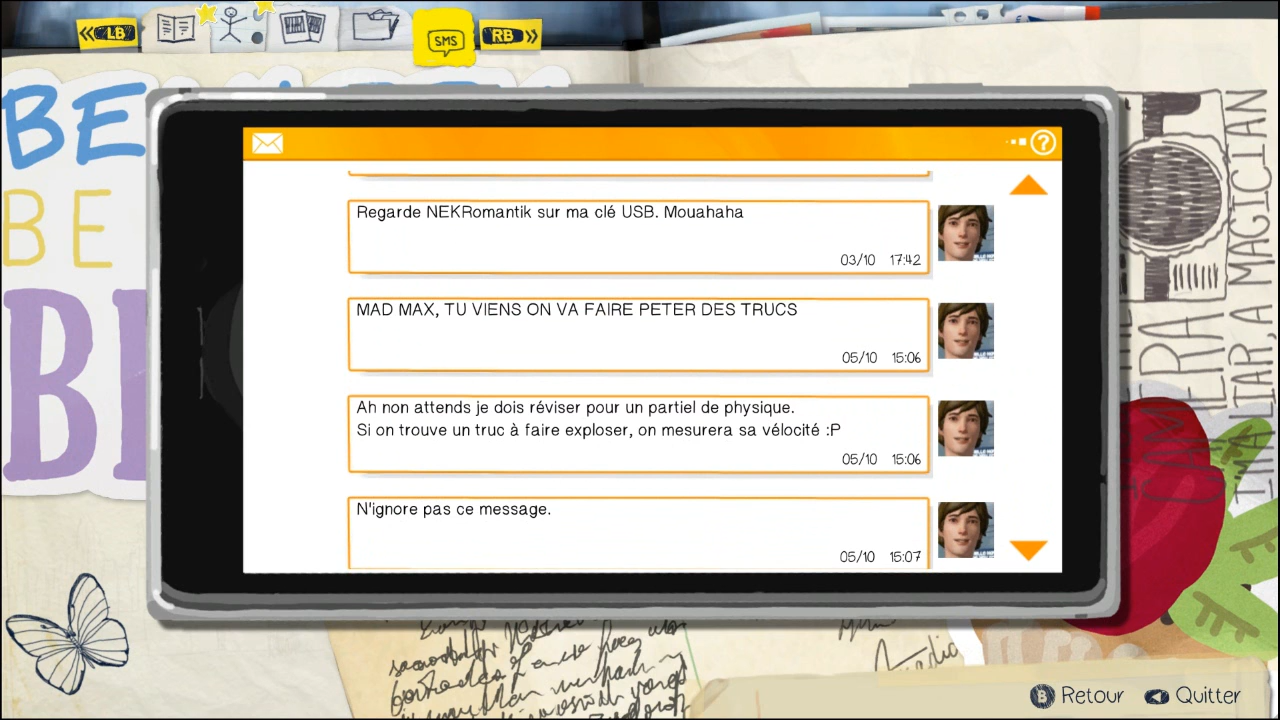 LB
SMS
RB
BE
BE
?
Regarde NEKRomantik sur ma clé USB. Mouahaha
03/10 17:42
MAD MAX, TU VIENS ON VA FAIRE PETER DES TRUCS
05/10 15:06
Ah non attends je dois réviser pour un partiel de physique.
Si on trouve un truc à faire exploser, on mesurera sa vélocité :P
05/10 15:06
N'ignore pas ce message.
05/10 15:07
CAMERA
LIAR, A MAGICIAN
B Retour
Quitter